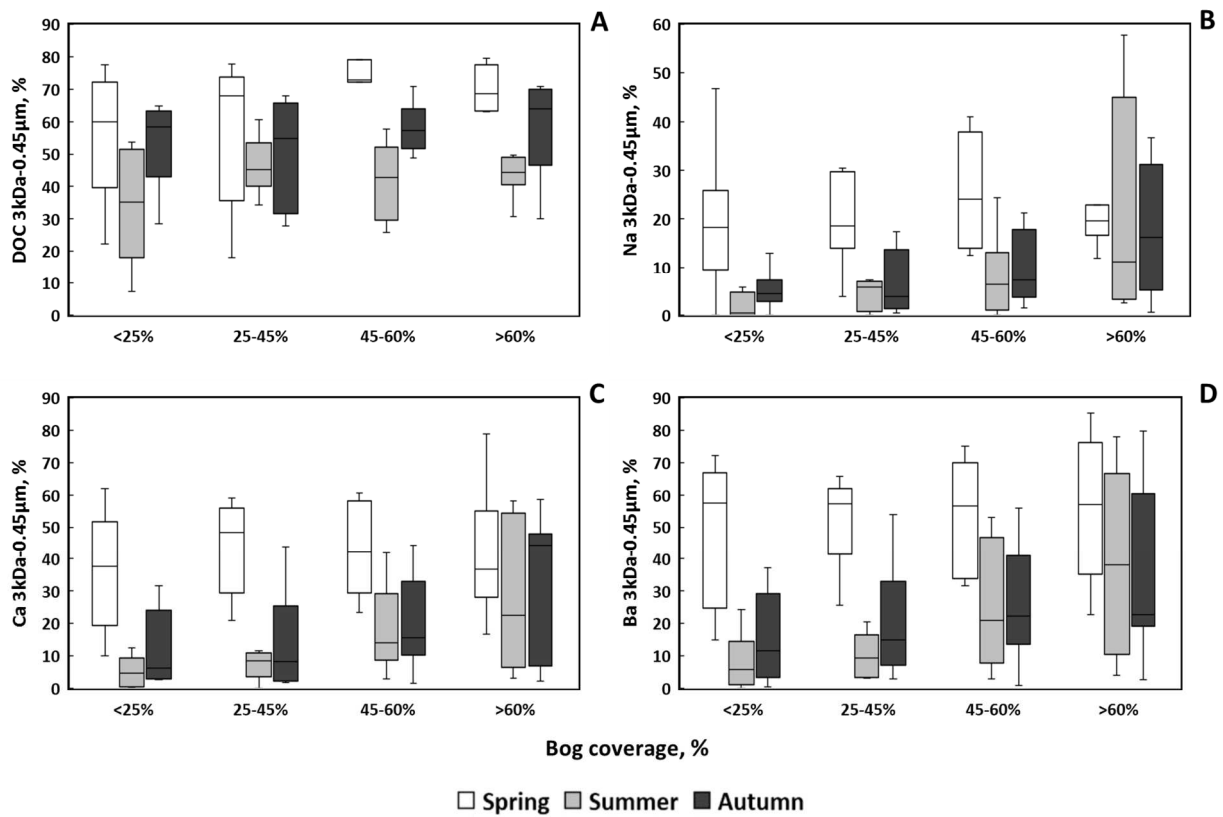 A
DOC 3kDa-0.45µm, %
90
80
70
60
50
40
30
20
10
0
<25% 25-45% 45-60% >60%
B
Na 3kDa-0.45µm, %
60
50
40
30
20
10
0
<25% 25-45% 45-60% >60%
C
Ca 3kDa-0.45µm, %
90
80
70
60
50
40
30
20
10
0
<25% 25-45% 45-60% >60%
D
Ba 3kDa-0.45µm, %
90
80
70
60
50
40
30
20
10
0
<25% 25-45% 45-60% >60%
Bog coverage, %
Spring Summer Autumn